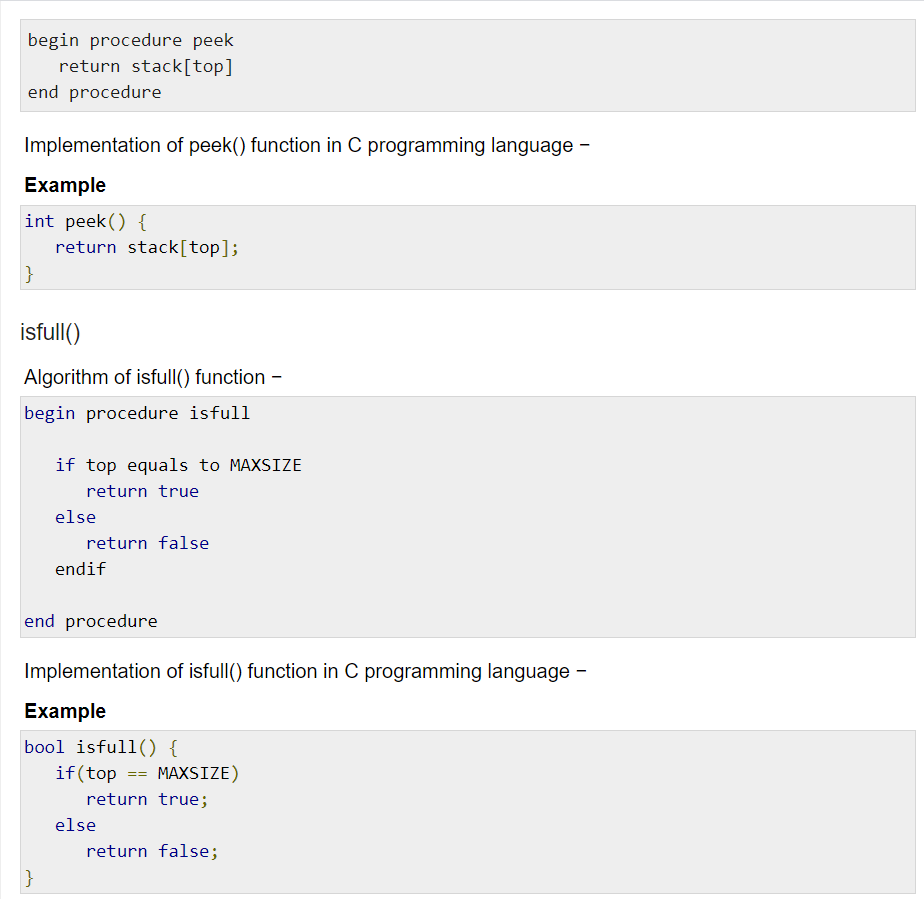 begin procedure peek
   return stack[top]
end procedure
Implementation of peek() function in C programming language −
Example
int peek() {
   return stack[top];
}
isfull()
Algorithm of isfull() function −
begin procedure isfull
   if top equals to MAXSIZE
      return true
   else
      return false
   endif
end procedure
Implementation of isfull() function in C programming language −
Example
bool isfull() {
   if(top == MAXSIZE)
      return true;
   else
      return false;
}